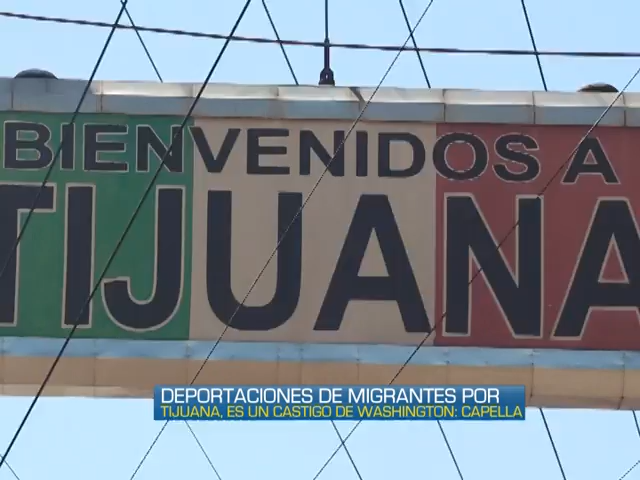 BIENVENIDOS A
TIJUANA
DEPORTACIONES DE MIGRANTES POR
TIJUANA, ES UN CASTIGO DE WASHINGTON: CAPELLA